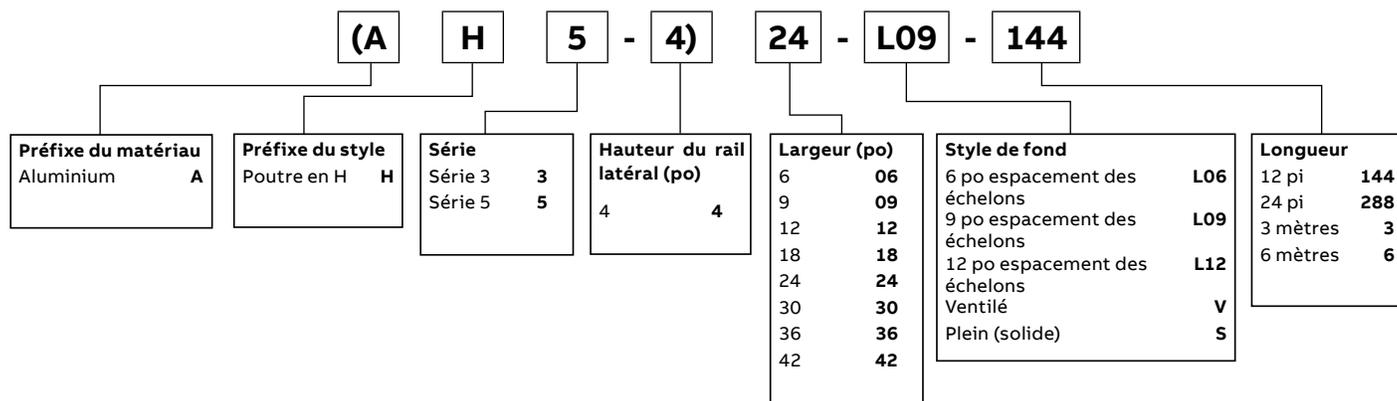 (A H 5 - 4) 24 - L09 - 144
Préfixe du matériau
Aluminium A
Préfixe du style
Poutre en H H
Série
Série 3 3
Série 5 5
Hauteur du rail
latéral (po)
4 4
Largeur (po)
6 06
9 09
12 12
18 18
24 24
30 30
36 36
42 42
Style de fond
6 po espacement des L06
échelons
9 po espacement des L09
échelons
12 po espacement des L12
échelons
Ventilé V
Plein (solide) S
Longueur
12 pi 144
24 pi 288
3 mètres 3
6 mètres 6